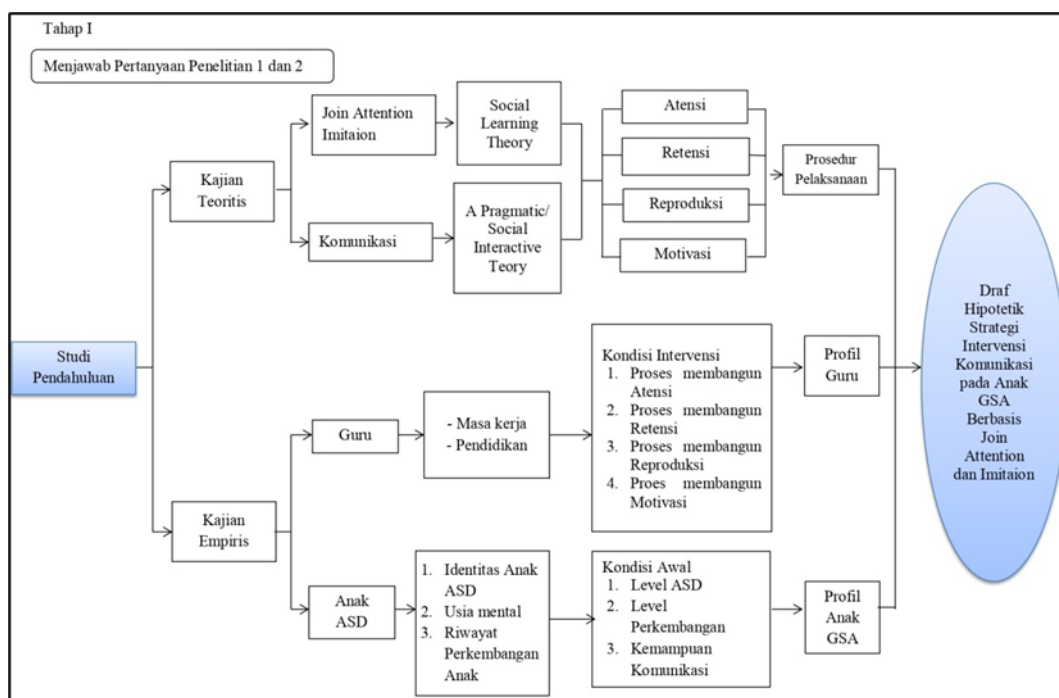 Tahap I
Menjawab Pertanyaan Penelitian 1 dan 2
Studi
Pendahuluan
Kajian
Teoritis
Join Attention
Imitaion
Social
Learning
Theory
Komunikasi
A Pragmatic/
Social
Interactive
Teory
Atensi
Retensi
Reproduksi
Motivasi
Prosedur
Pelaksanaan
Kajian
Empiris
Guru
- Masa kerja
- Pendidikan
Kondisi Intervensi
1. Proses membangun
Atensi
2. Proses membangun
Retensi
3. Proses membangun
Reproduksi
4. Proes membangun
Motivasi
Profil
Guru
Anak
ASD
1. Identitas Anak
ASD
2. Usia mental
3. Riwayat
Perkembangan
Anak
Kondisi Awal
1. Level ASD
2. Level
Perkembangan
3. Kemampuan
Komunikasi
Profil
Anak
GSA
Draf
Hipotetik
Strategi
Intervensi
Komunikasi
pada Anak
GSA
Berbasis
Join
Attention
dan Imitaion